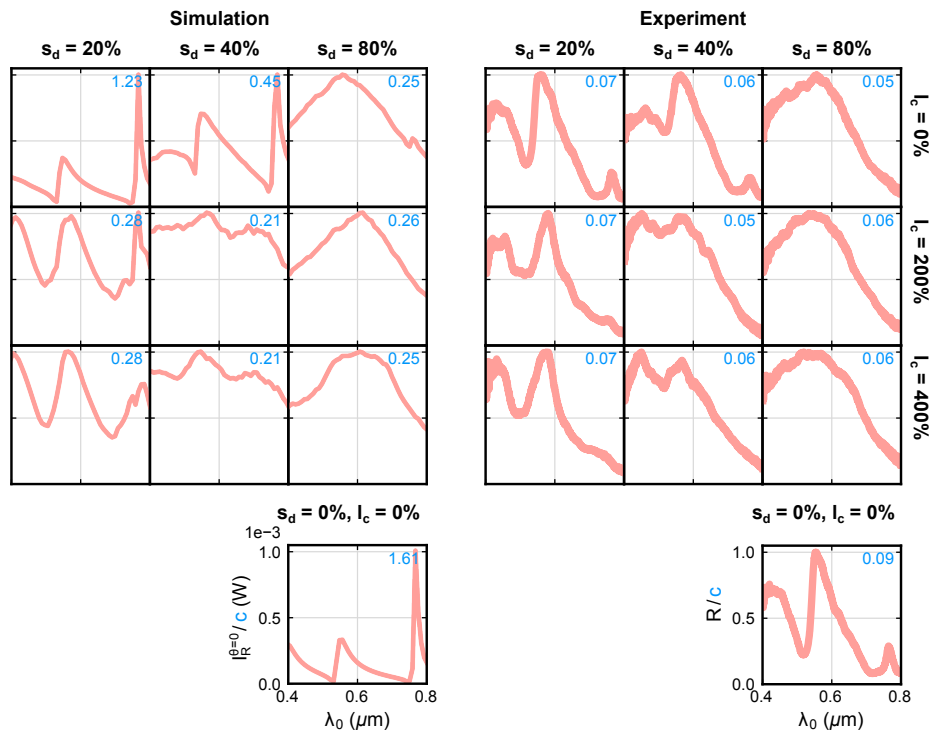 Simulation
Experiment
s_d = 20%
s_d = 40%
s_d = 80%
s_d = 20%
s_d = 40%
s_d = 80%
1.23
0.45
0.25
0.07
0.06
0.05
l_c = 0%
0.28
0.21
0.26
0.07
0.05
0.06
l_c = 200%
0.28
0.21
0.25
0.07
0.06
0.06
l_c = 400%
s_d = 0%, l_c = 0%
s_d = 0%, l_c = 0%
1e−3
1.0
0.5
0.0
1.61
I_R^{θ=0}/c (W)
0.4
0.6
0.8
λ_0 (μm)
1.0
0.5
0.0
0.09
R/c
0.4
0.6
0.8
λ_0 (μm)